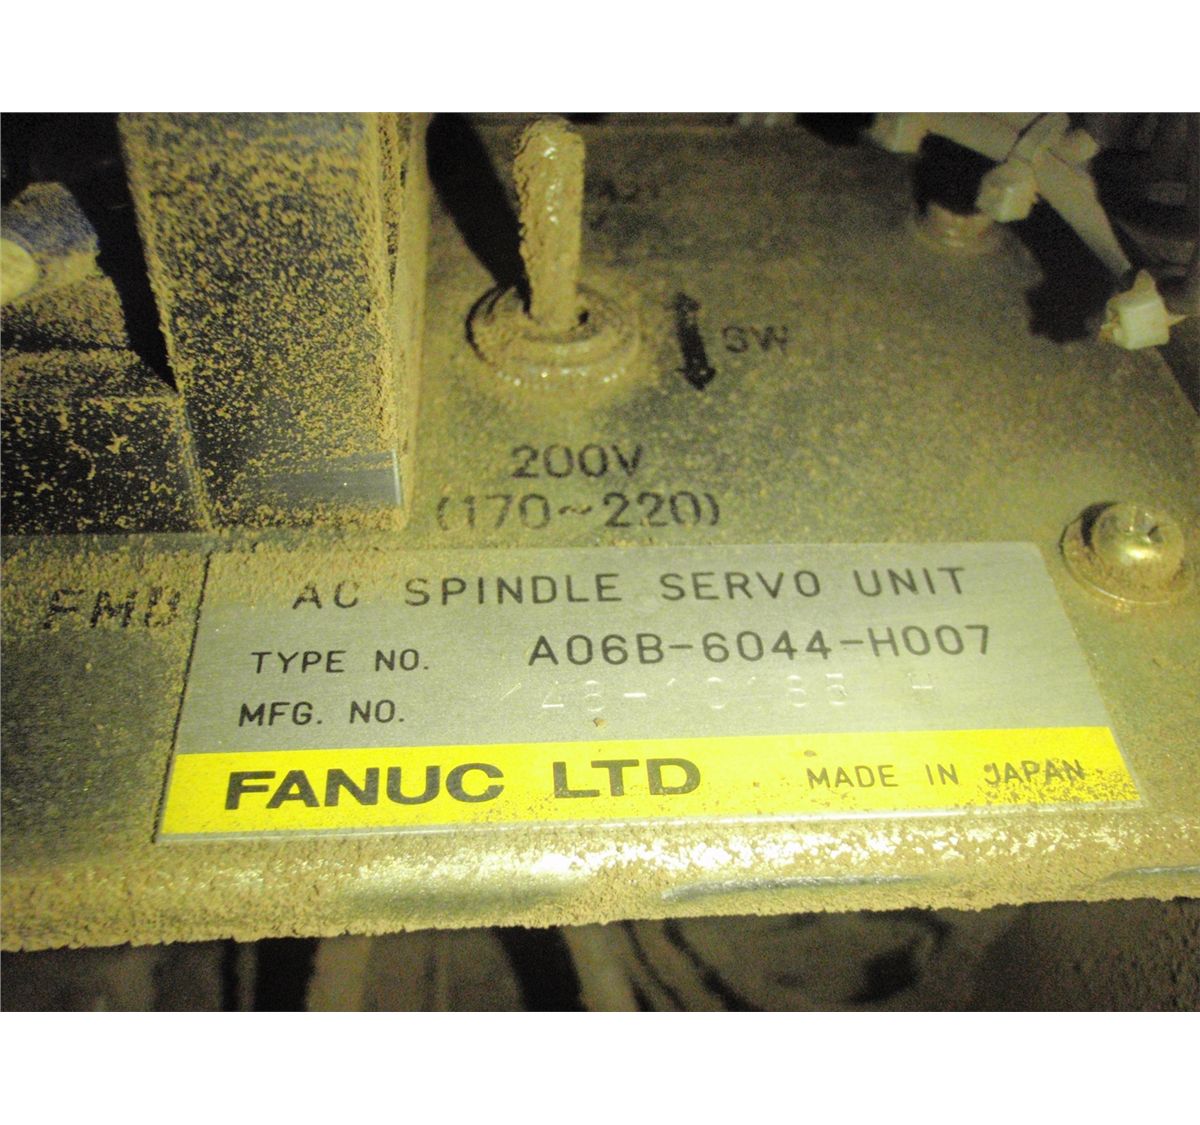 SW
200V
(170~220)
AC SPINDLE SERVO UNIT
TYPE NO. A06B-6044-H007
MFG. NO.
FANUC LTD MADE IN JAPAN